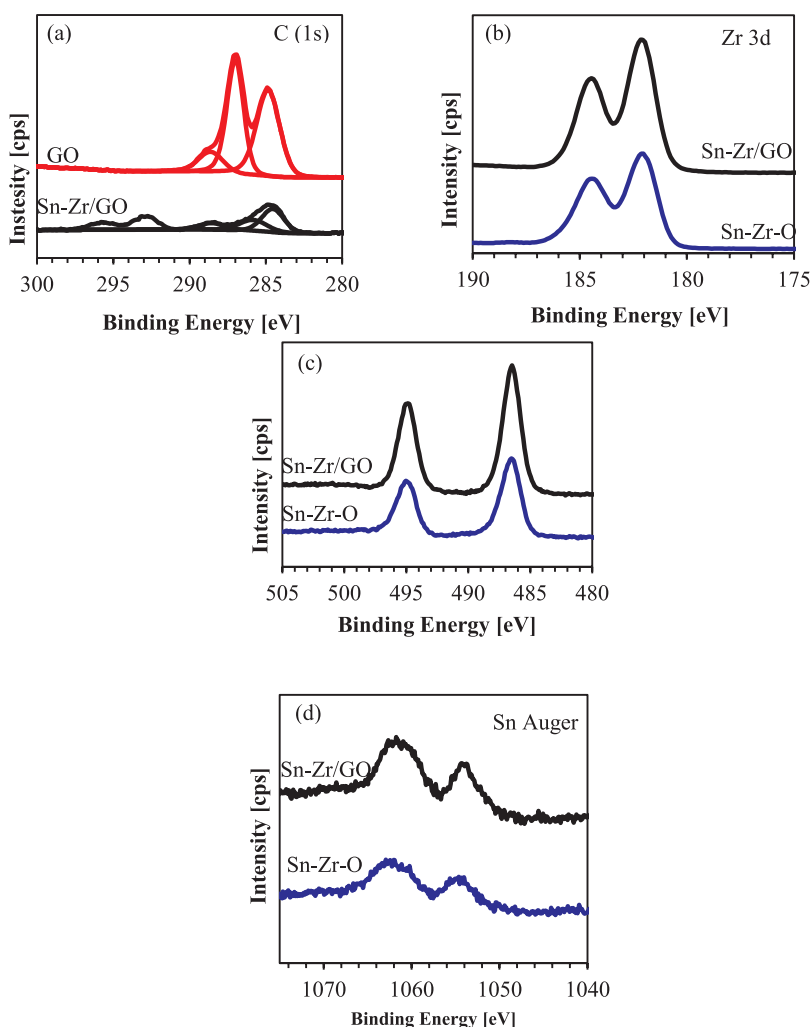 (a)
C (1s)
GO
Sn-Zr/GO
Instesity [cps]
300 295 290 285 280
Binding Energy [eV]
(b)
Zr 3d
Sn-Zr/GO
Sn-Zr-O
Intensity [cps]
190 185 180 175
Binding Energy [eV]
(c)
Sn-Zr/GO
Sn-Zr-O
Intensity [cps]
505 500 495 490 485 480
Binding Energy [eV]
(d)
Sn Auger
Sn-Zr/GO
Sn-Zr-O
Intensity [cps]
1070 1060 1050 1040
Binding Energy [eV]